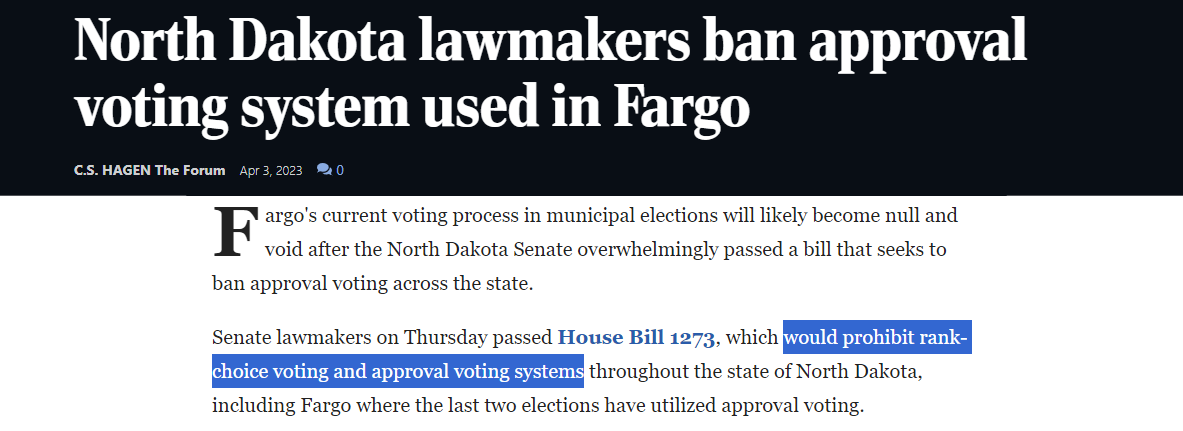 North Dakota lawmakers ban approval
voting system used in Fargo
C.S. HAGEN The Forum Apr 3, 2023 0
Fargo's current voting process in municipal elections will likely become null and
void after the North Dakota Senate overwhelmingly passed a bill that seeks to
ban approval voting across the state.
Senate lawmakers on Thursday passed House Bill 1273, which would prohibit rank-
choice voting and approval voting systems throughout the state of North Dakota,
including Fargo where the last two elections have utilized approval voting.